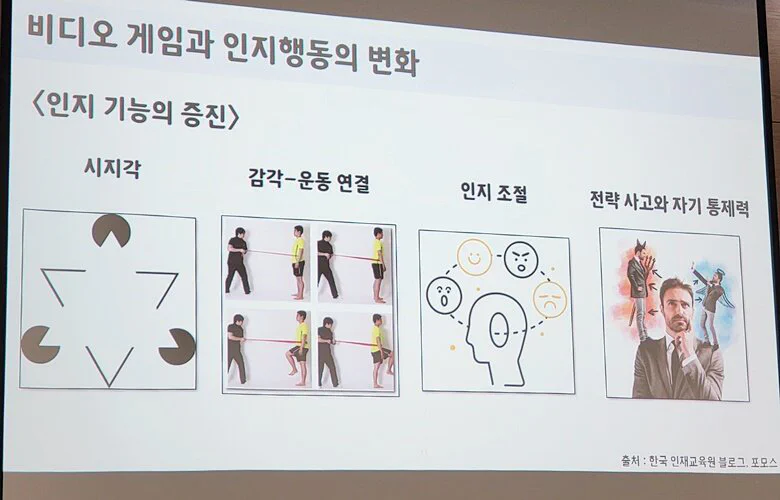 비디오 게임과 인지행동의 변화
〈인지 기능의 증진〉
시지각
감각-운동 연결
인지 조절
전략 사고와 자기 통제력
출처 : 한국 인재교육원 블로그, 포모스